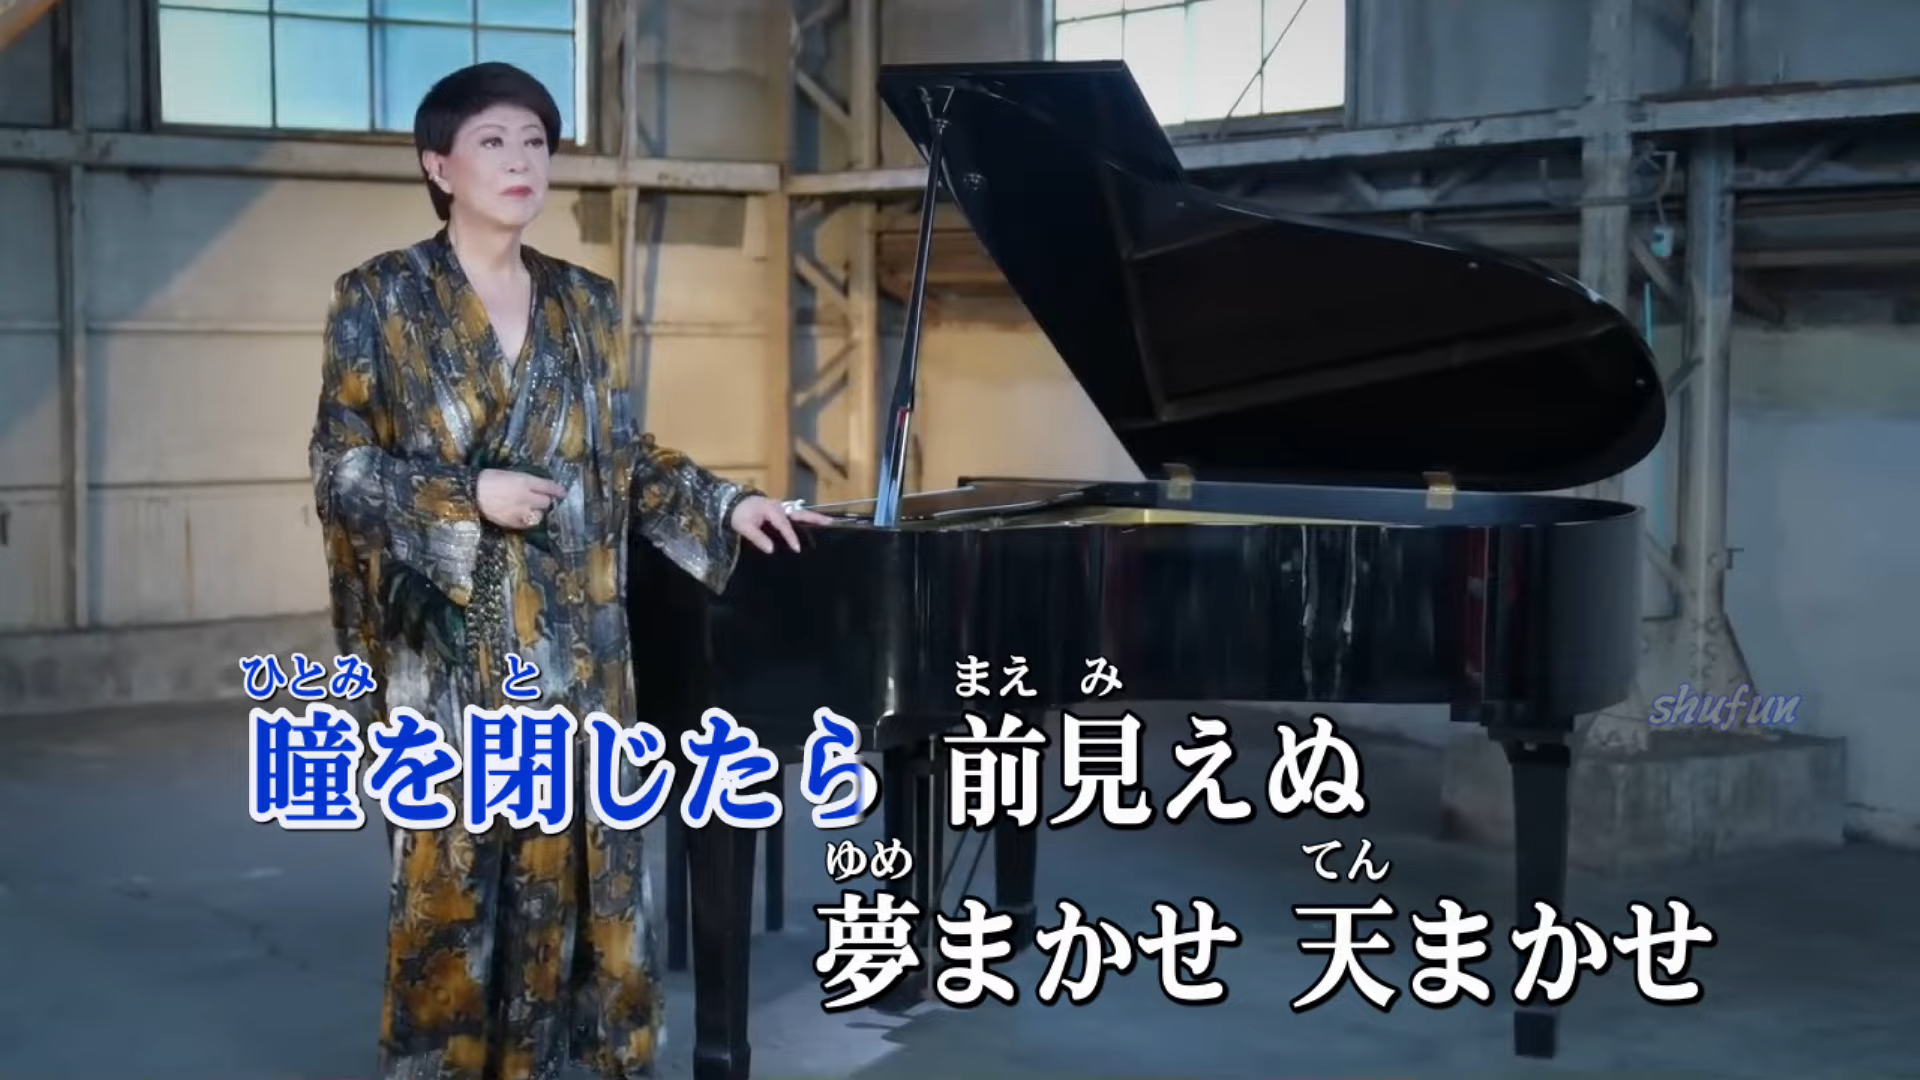 ひとみ と まえ み
瞳を閉じたら 前見えぬ
ゆめ てん
夢まかせ 天まかせ
shufun